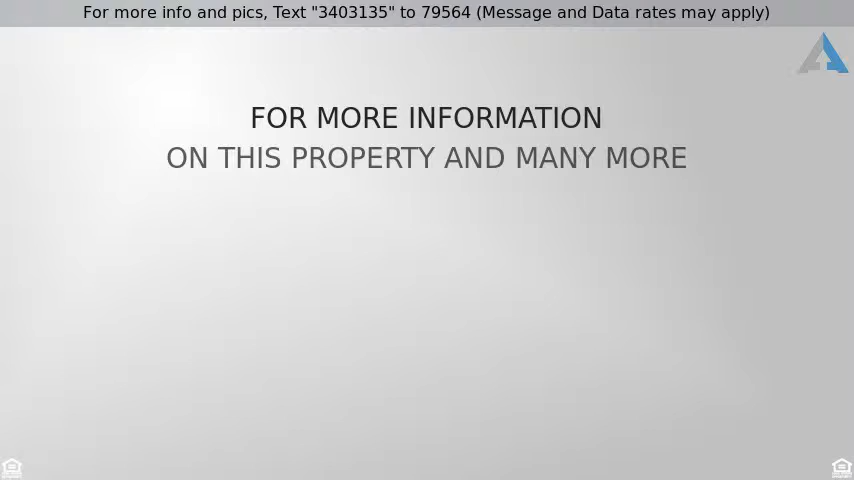 For more info and pics, Text "3403135" to 79564 (Message and Data rates may apply)
FOR MORE INFORMATION
ON THIS PROPERTY AND MANY MORE